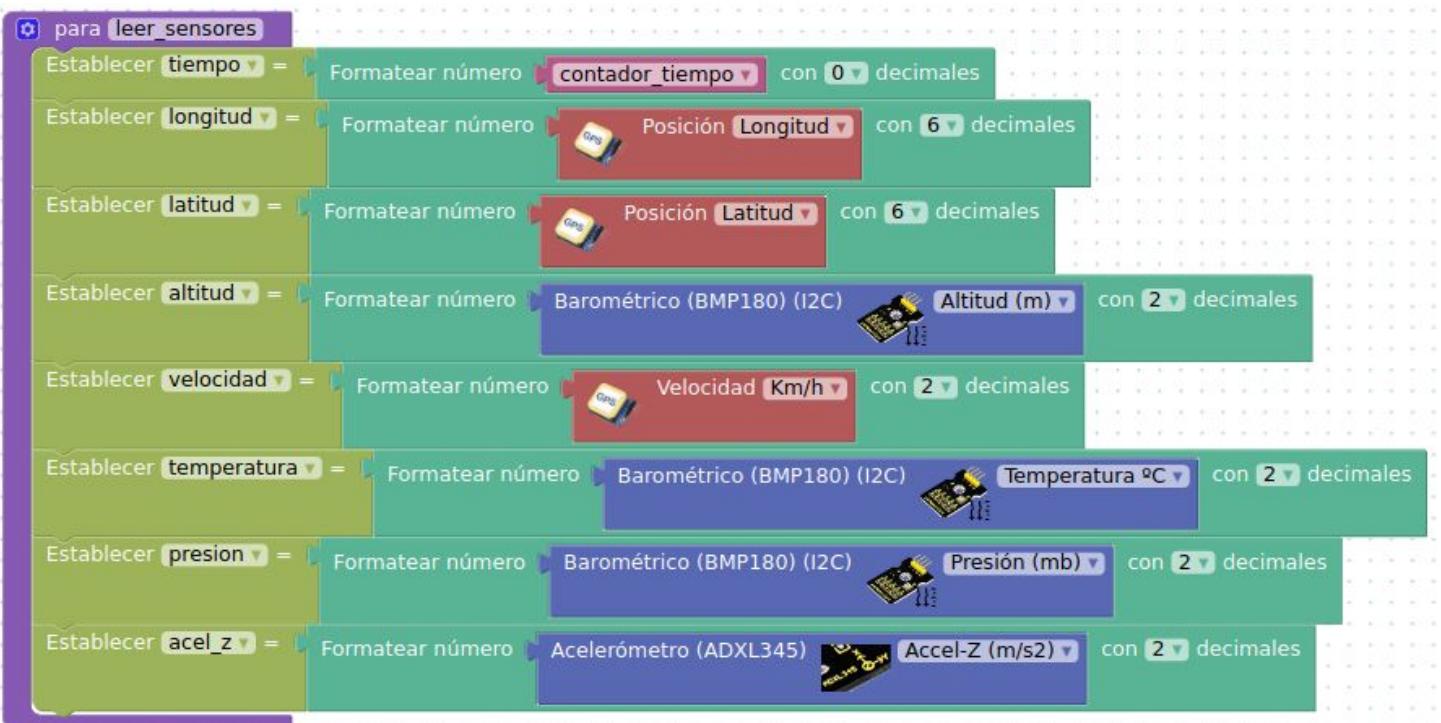 para leer_sensores
Establecer tiempo = Formatear número contador_tiempo con 0 decimales
Establecer longitud = Formatear número GPS Posición Longitud con 6 decimales
Establecer latitud = Formatear número GPS Posición Latitud con 6 decimales
Establecer altitud = Formatear número Barométrico (BMP180) (I2C) Altitud (m) con 2 decimales
Establecer velocidad = Formatear número GPS Velocidad Km/h con 2 decimales
Establecer temperatura = Formatear número Barométrico (BMP180) (I2C) Temperatura ºC con 2 decimales
Establecer presion = Formatear número Barométrico (BMP180) (I2C) Presión (mb) con 2 decimales
Establecer acel_z = Formatear número Acelerómetro (ADXL345) Accel-Z (m/s2) con 2 decimales